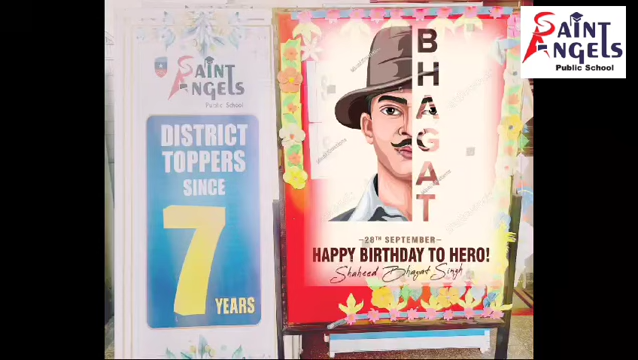 SAINT
ANGELS
Public School
DISTRICT
TOPPERS
SINCE
7
YEARS
BHAGAT
28TH SEPTEMBER
HAPPY BIRTHDAY TO HERO!
Shaheed Bhagat Singh
SAINT
ANGELS
Public School